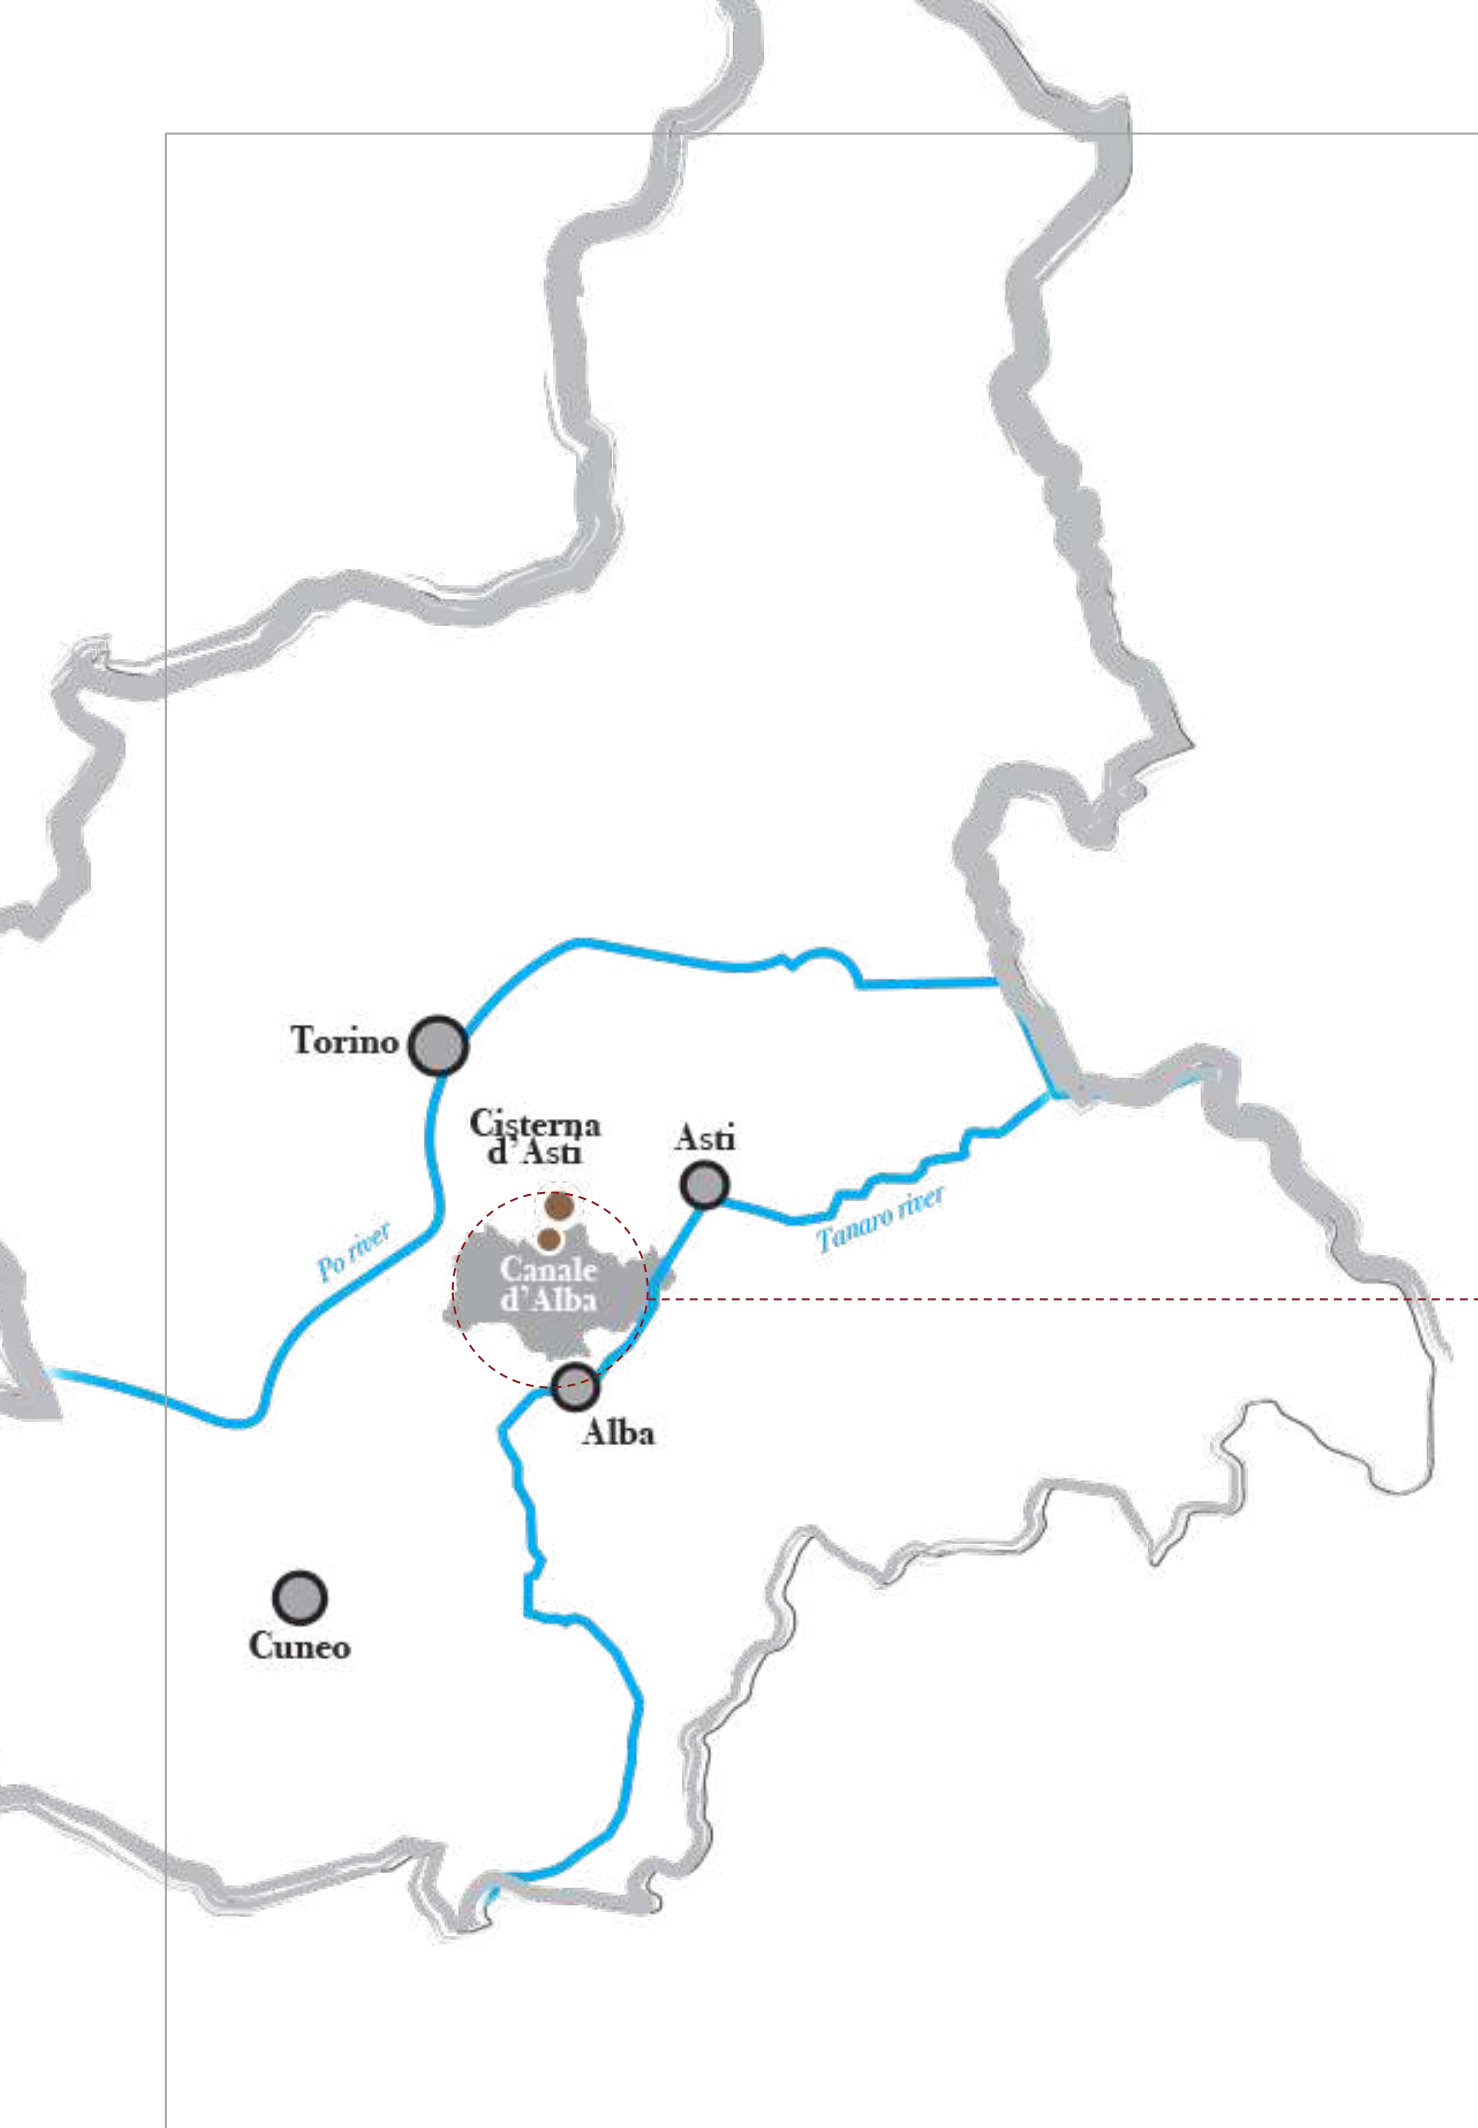 Torino
Cisterna
d'Asti
Asti
Po river
Tanaro river
Canale
d'Alba
Alba
Cuneo